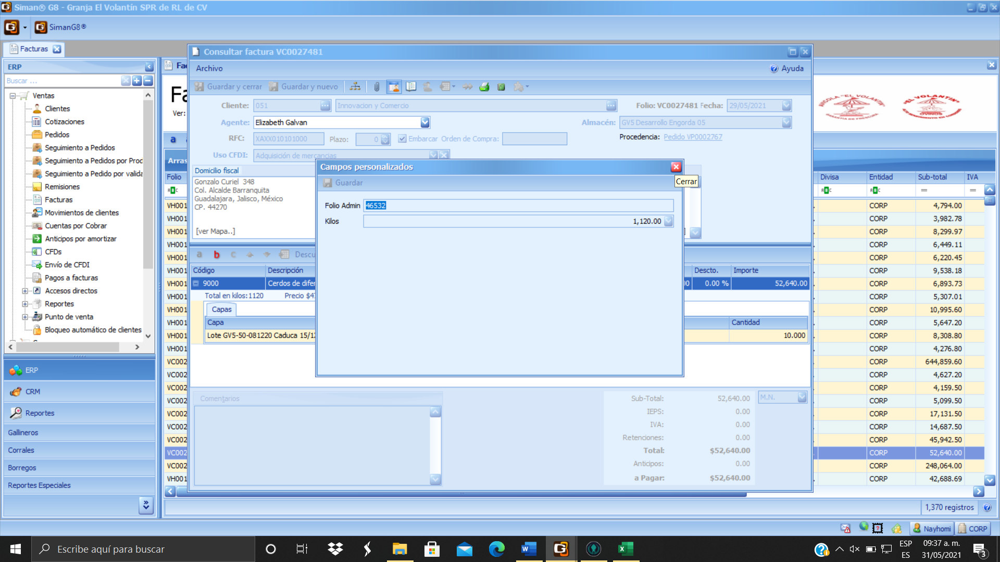 Siman® G8 - Granja El Volantín SPR de RL de CV
SimanG8®
Facturas
ERP
Buscar ...
Ventas
Clientes
Cotizaciones
Pedidos
Seguimiento a Pedidos
Seguimiento a Pedidos por Prod
Seguimiento a Pedido por valida
Remisiones
Facturas
Movimientos de clientes
Cuentas por Cobrar
Anticipos por amortizar
CFDs
Envío de CFDI
Pagos a facturas
Accesos directos
Reportes
Punto de venta
Bloqueo automático de clientes
ERP
CRM
Reportes
Gallineros
Corrales
Borregos
Reportes Especiales
Fa
Ver:
a
Arras
Folio
VH001
VH001
VH001
VH001
VH001
VH001
VH001
VH001
VH001
VH001
VH001
VH001
VC002
VC002
VC002
VC002
VC002
VC002
VC002
VC002
VC002
VH001
Consultar factura VC0027481
Archivo
Ayuda
Guardar y cerrar
Guardar y nuevo
Cliente: 051 Innovacion y Comercio
Folio: VC0027481 Fecha: 29/05/2021
Agente: Elizabeth Galvan
Almacén: GV5 Desarrollo Engorda 05
RFC: XAXX010101000 Plazo: 0 Embarcar Orden de Compra:
Procedencia: Pedido VP0002767
Uso CFDI: Adquisición de mercancias
Domicilio fiscal
Gonzalo Curiel 348
Col. Alcalde Barranquita
Guadalajara, Jalisco, México
CP. 44270
[ver Mapa..]
Campos personalizados
Guardar
Cerrar
Folio Admin 46532
Kilos 1,120.00
a b c Descu
Código Descripción Descto. Importe
9000 Cerdos de difer 00 0.00 % 52,640.00
Total en kilos:1120 Precio $47
Capas
Capa Cantidad
Lote GV5-50-081220 Caduca 15/12 10.000
Comentarios
Sub-Total: 52,640.00 M.N.
IEPS: 0.00
IVA: 0.00
Retenciones: 0.00
Total: $52,640.00
Anticipos: 0.00
a Pagar: $52,640.00
"EL VOLANTIN"
OVINOS
Divisa Entidad Sub-total IVA
CORP 4,794.00
CORP 3,982.78
CORP 8,299.97
CORP 6,449.11
CORP 6,220.45
CORP 9,538.18
CORP 6,893.73
CORP 5,307.01
CORP 10,995.60
CORP 5,647.20
CORP 8,308.80
CORP 4,276.80
CORP 644,859.60
CORP 4,627.20
CORP 4,159.50
CORP 5,099.50
CORP 17,131.50
CORP 14,687.50
CORP 45,942.50
CORP 52,640.00
CORP 248,064.00
CORP 42,688.69
1,370 registros
Nayhomi
CORP
Escribe aquí para buscar
ESP
ES
09:37 a. m.
31/05/2021
3